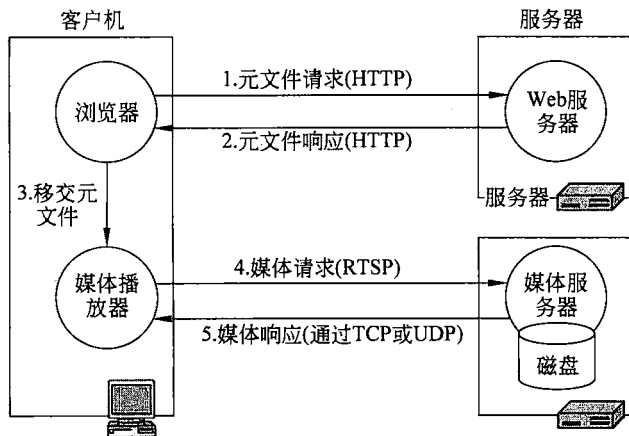 客户机
服务器
浏览器
1.元文件请求(HTTP)
2.元文件响应(HTTP)
Web服
务器
3.移交元
文件
服务器
媒体播
放器
4.媒体请求(RTSP)
5.媒体响应(通过TCP或UDP)
媒体服
务器
磁盘